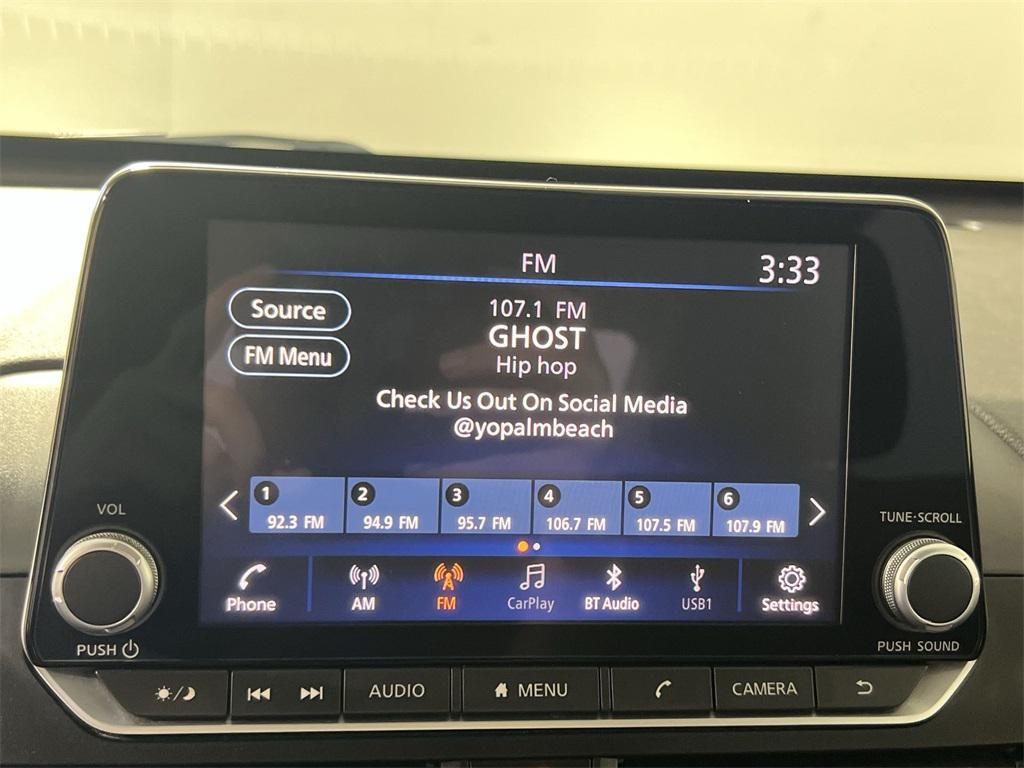 FM
3:33
Source
107.1 FM
GHOST
FM Menu
Hip hop
Check Us Out On Social Media
@yopalmbeach
1 92.3 FM
2 94.9 FM
3 95.7 FM
4 106.7 FM
5 107.5 FM
6 107.9 FM
VOL
TUNE·SCROLL
Phone
AM
FM
CarPlay
BT Audio
USB1
Settings
PUSH
PUSH SOUND
AUDIO
MENU
CAMERA